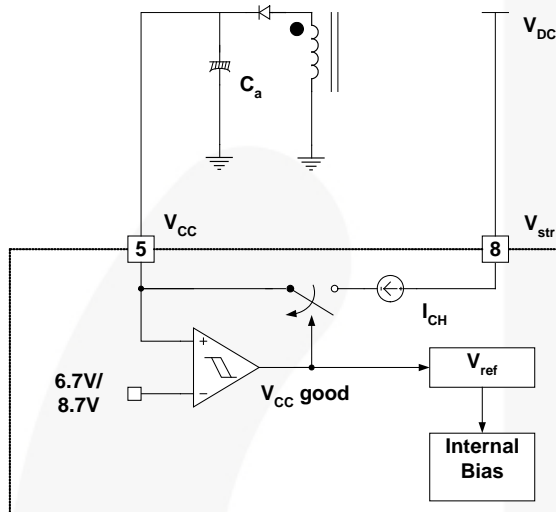 V_DC
C_a
V_CC
V_str
5
8
I_CH
+
−
6.7V/
8.7V
V_CC good
V_ref
Internal
Bias